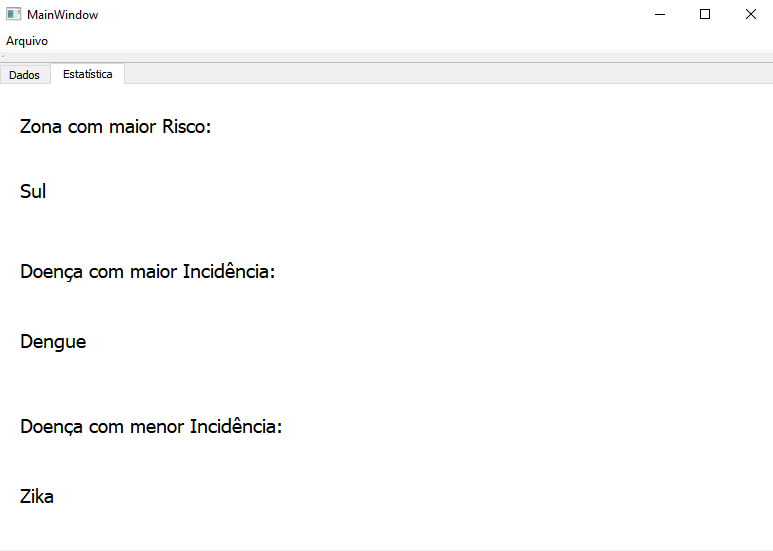 MainWindow
Arquivo
Dados Estatística
Zona com maior Risco:
Sul
Doença com maior Incidência:
Dengue
Doença com menor Incidência:
Zika